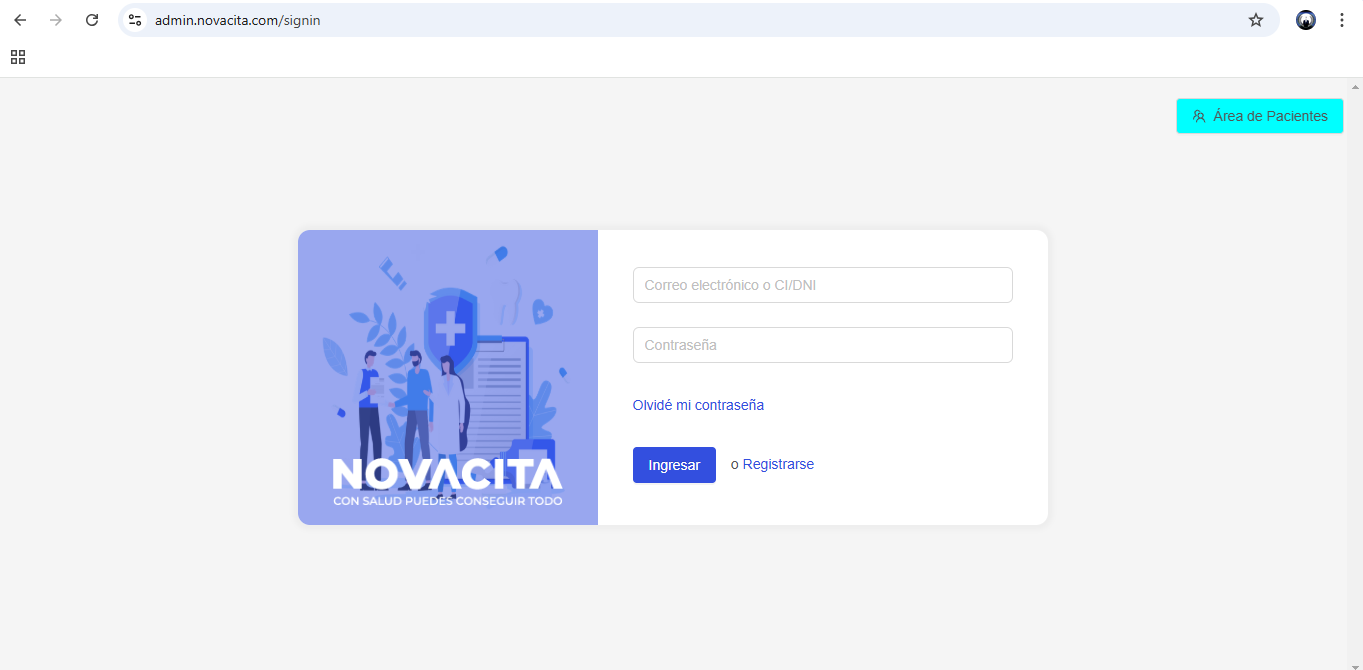 admin.novacita.com/signin
Área de Pacientes
Correo electrónico o CI/DNI
Contraseña
Olvidé mi contraseña
Ingresar o Registrarse
NOVACITA
CON SALUD PUEDES CONSEGUIR TODO